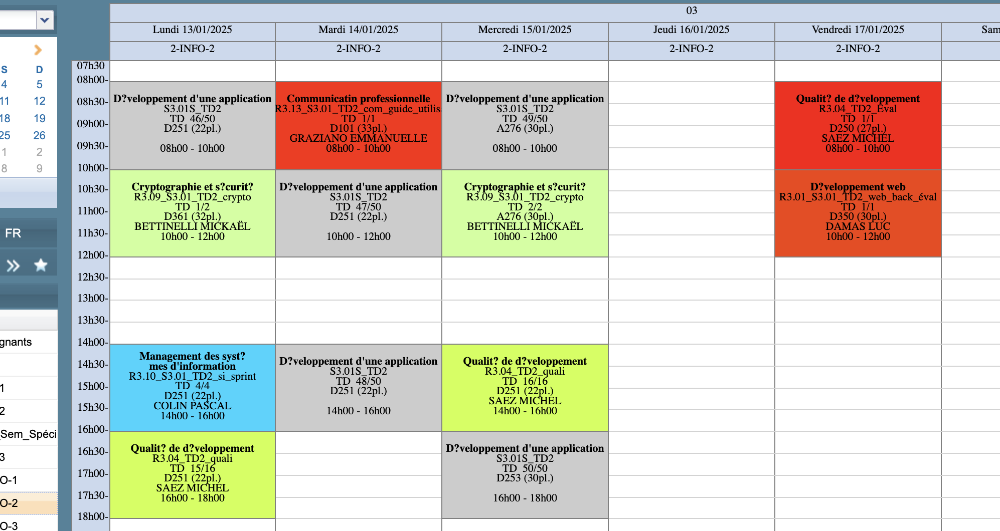 03
Lundi 13/01/2025
Mardi 14/01/2025
Mercredi 15/01/2025
Jeudi 16/01/2025
Vendredi 17/01/2025
Sam
2-INFO-2
2-INFO-2
2-INFO-2
2-INFO-2
2-INFO-2
S D
4 5
11 12
18 19
25 26
1 2
8 9
FR
gnants
1
2
_Sem_Spéci
3
O-1
O-2
O-3
07h30
08h00-
08h30-
09h00-
09h30-
10h00-
10h30-
11h00-
11h30-
12h00-
12h30-
13h00-
13h30-
14h00-
14h30-
15h00-
15h30-
16h00-
16h30-
17h00-
17h30-
18h00-
D?veloppement d'une application
S3.01S_TD2
TD 46/50
D251 (22pl.)
08h00 - 10h00
Cryptographie et s?curit?
R3.09_S3.01_TD2_crypto
TD 1/2
D361 (32pl.)
BETTINELLI MICKAËL
10h00 - 12h00
Management des syst?
mes d'information
R3.10_S3.01_TD2_si_sprint
TD 4/4
D251 (22pl.)
COLIN PASCAL
14h00 - 16h00
Qualit? de d?veloppement
R3.04_TD2_quali
TD 15/16
D251 (22pl.)
SAEZ MICHEL
16h00 - 18h00
Communicatin professionnelle
R3.13_S3.01_TD2_com_guide_utilis
TD 1/1
D101 (33pl.)
GRAZIANO EMMANUELLE
08h00 - 10h00
D?veloppement d'une application
S3.01S_TD2
TD 47/50
D251 (22pl.)
10h00 - 12h00
D?veloppement d'une application
S3.01S_TD2
TD 48/50
D251 (22pl.)
14h00 - 16h00
D?veloppement d'une application
S3.01S_TD2
TD 49/50
A276 (30pl.)
08h00 - 10h00
Cryptographie et s?curit?
R3.09_S3.01_TD2_crypto
TD 2/2
A276 (30pl.)
BETTINELLI MICKAËL
10h00 - 12h00
Qualit? de d?veloppement
R3.04_TD2_quali
TD 16/16
D251 (22pl.)
SAEZ MICHEL
14h00 - 16h00
D?veloppement d'une application
S3.01S_TD2
TD 50/50
D253 (30pl.)
16h00 - 18h00
Qualit? de d?veloppement
R3.04_TD2_Éval
TD 1/1
D250 (27pl.)
SAEZ MICHEL
08h00 - 10h00
D?veloppement web
R3.01_S3.01_TD2_web_back_éval
TD 1/1
D350 (30pl.)
DAMAS LUC
10h00 - 12h00